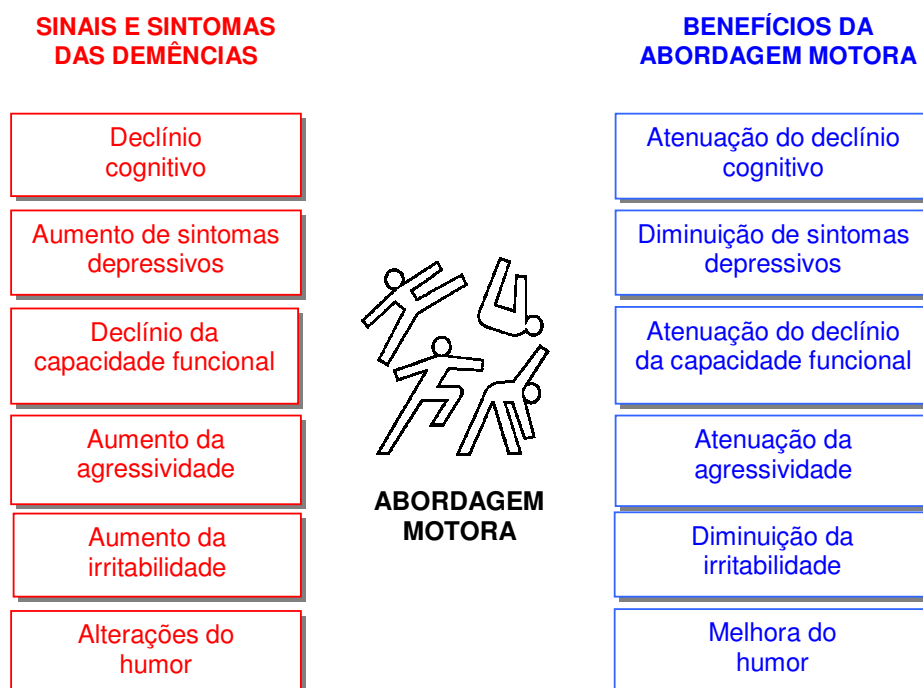 SINAIS E SINTOMAS
DAS DEMÊNCIAS
Declínio
cognitivo
Aumento de sintomas
depressivos
Declínio da
capacidade funcional
Aumento da
agressividade
Aumento da
irritabilidade
Alterações do
humor
ABORDAGEM
MOTORA
BENEFÍCIOS DA
ABORDAGEM MOTORA
Atenuação do declínio
cognitivo
Diminuição de sintomas
depressivos
Atenuação do declínio
da capacidade funcional
Atenuação da
agressividade
Diminuição da
irritabilidade
Melhora do
humor